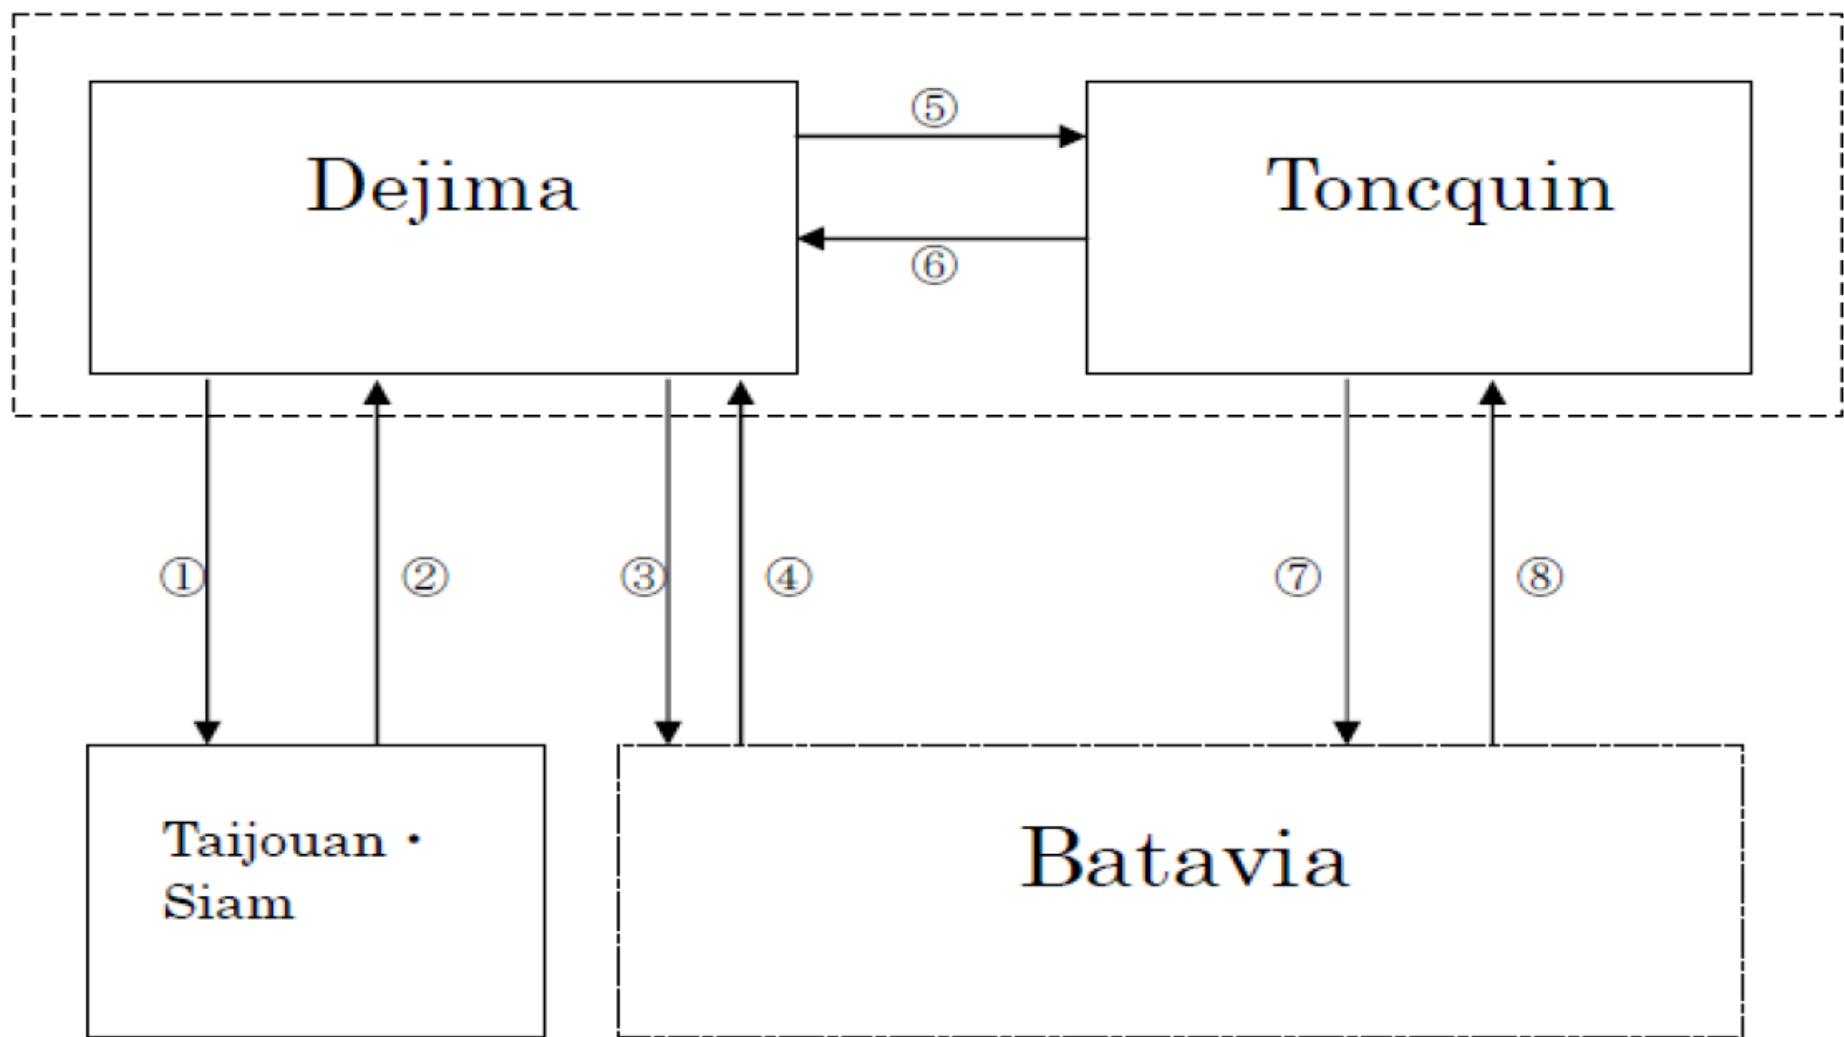 ⑤
Dejima
Toncquin
⑥
①
②
③
④
⑦
⑧
Taijouan・
Siam
Batavia